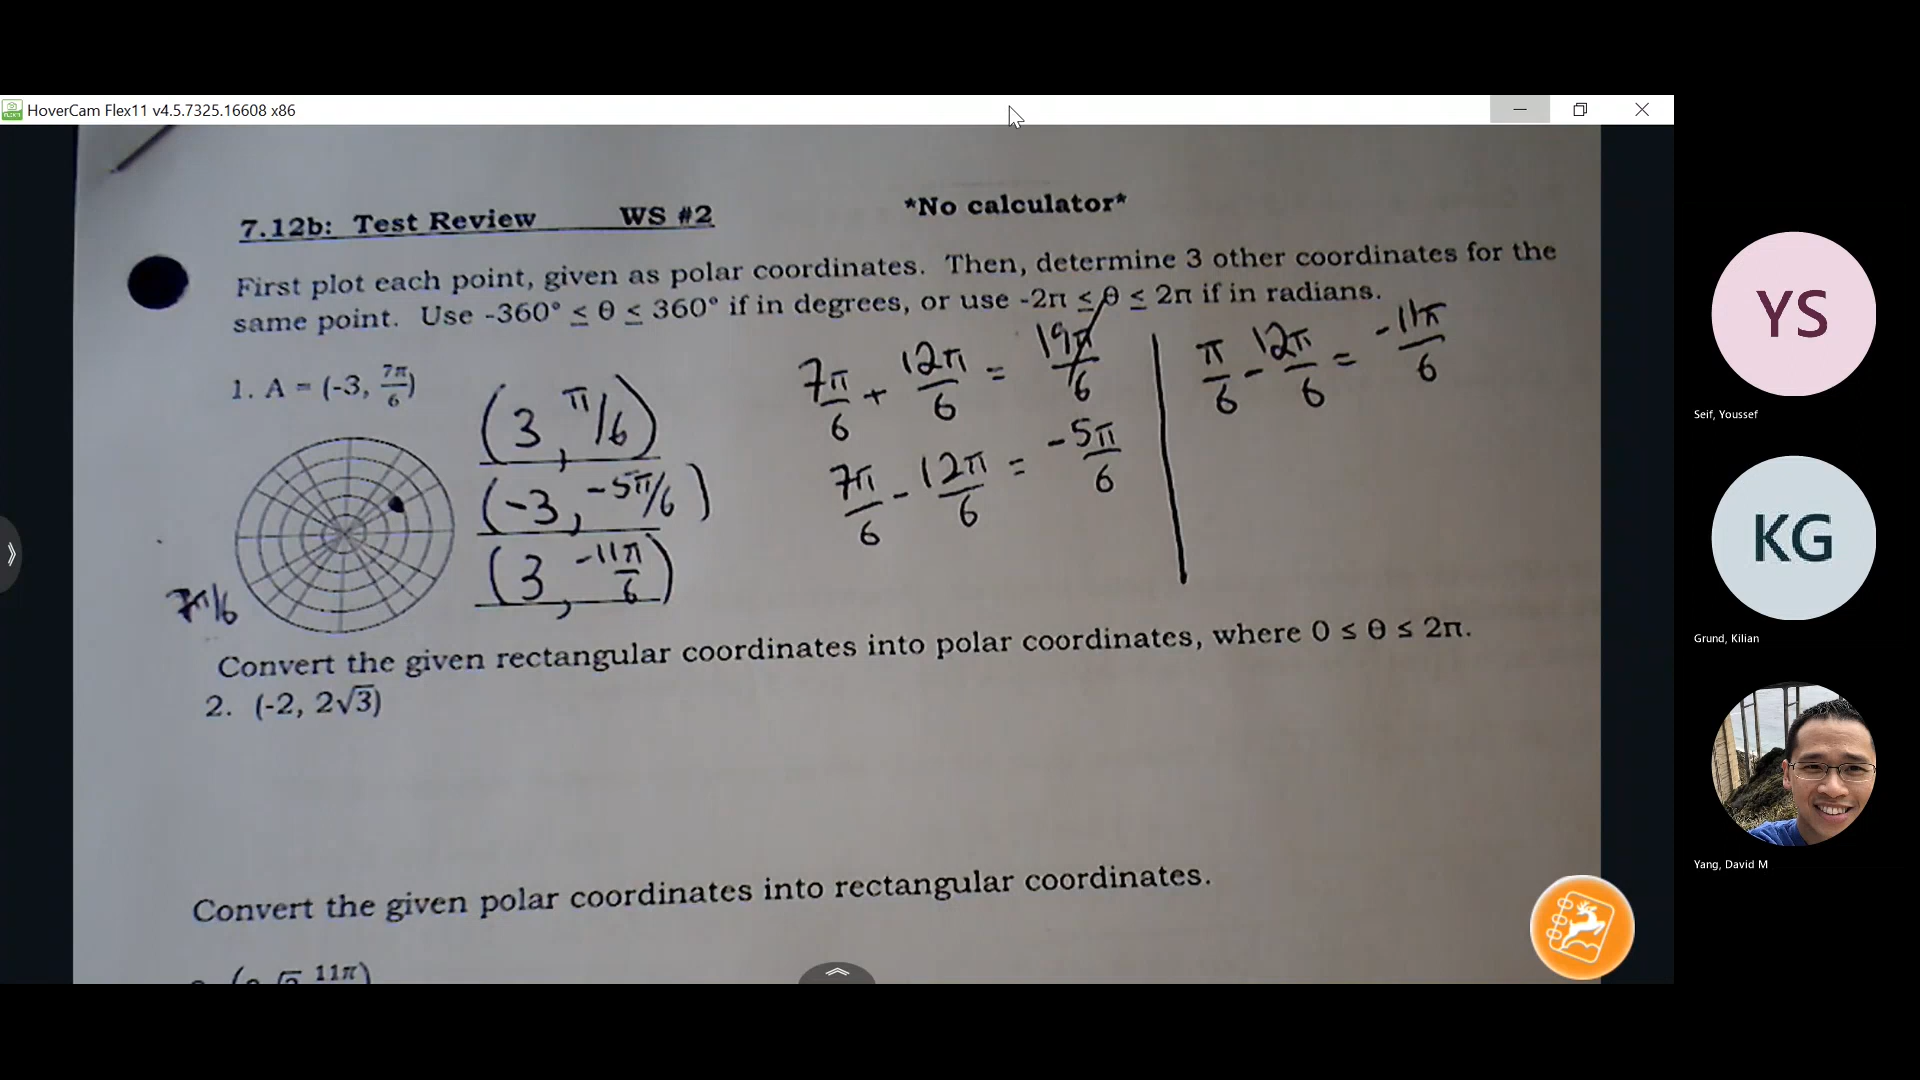 HoverCam Flex11 v4.5.7325.16608 x86
7.12b: Test Review WS #2 *No calculator*
First plot each point, given as polar coordinates. Then, determine 3 other coordinates for the
same point. Use -360° ≤ θ ≤ 360° if in degrees, or use -2π ≤ θ ≤ 2π if in radians.
1. A = (-3, 7π/6)
(3, π/6)
(-3, -5π/6)
(3, -11π/6)
7π/6 + 12π/6 = 19π/6
7π/6 - 12π/6 = -5π/6
π/6 - 12π/6 = -11π/6
7π/6
Convert the given rectangular coordinates into polar coordinates, where 0 ≤ θ ≤ 2π.
2. (-2, 2√3)
Convert the given polar coordinates into rectangular coordinates.
11π
YS
Seif, Youssef
KG
Grund, Kilian
Yang, David M